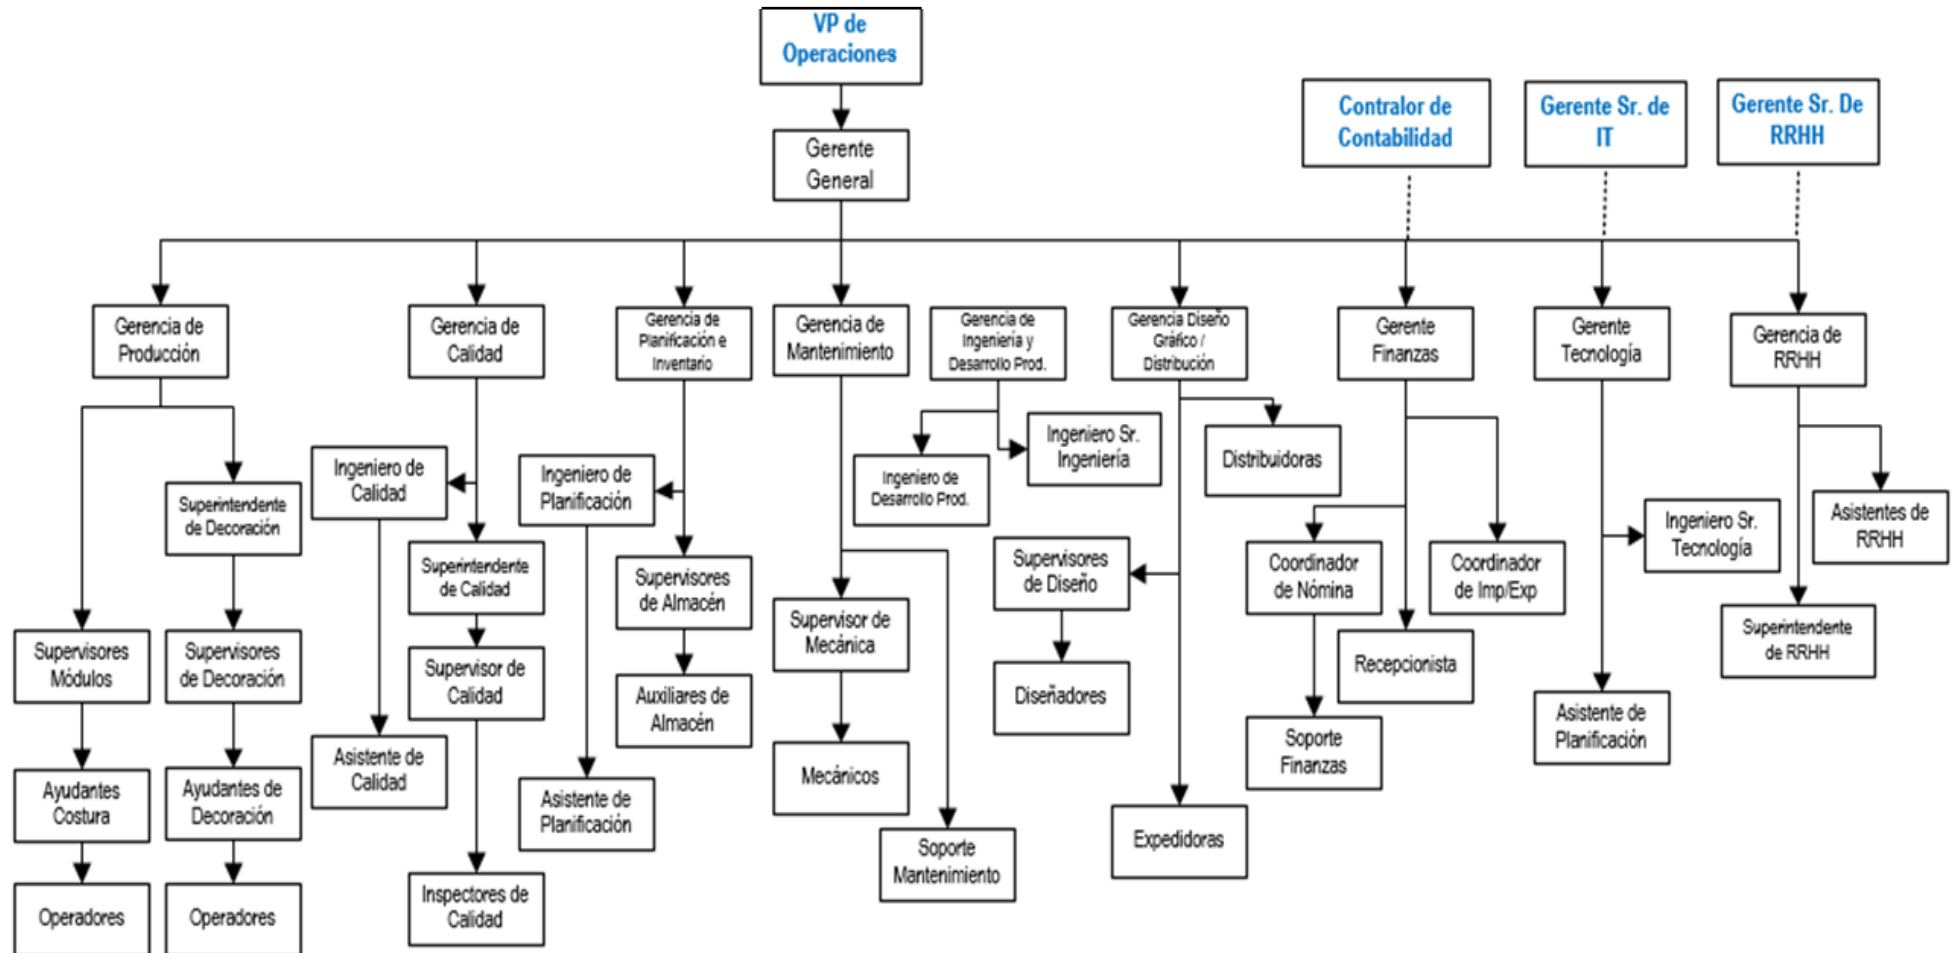 VP de
Operaciones
Contralor de
Contabilidad
Gerente Sr. de
IT
Gerente Sr. De
RRHH
Gerente
General
Gerencia de
Producción
Gerencia de
Calidad
Gerencia de
Planificación e
Inventario
Gerencia de
Mantenimiento
Gerencia de
Ingeniería y
Desarrollo Prod.
Gerencia Diseño
Gráfico /
Distribución
Gerente
Finanzas
Gerente
Tecnología
Gerencia de
RRHH
Superintendente
de Decoración
Ingeniero de
Calidad
Ingeniero de
Planificación
Ingeniero de
Desarrollo Prod.
Ingeniero Sr.
Ingeniería
Distribuidoras
Ingeniero Sr.
Tecnología
Asistentes de
RRHH
Superintendente
de Calidad
Supervisores
de Almacén
Supervisor de
Mecánica
Supervisores
de Diseño
Coordinador
de Nómina
Coordinador
de Imp/Exp
Superintendente
de RRHH
Supervisores
Módulos
Supervisores
de Decoración
Supervisor de
Calidad
Auxiliares de
Almacén
Diseñadores
Recepcionista
Asistente de
Planificación
Asistente de
Calidad
Mecánicos
Soporte
Finanzas
Ayudantes
Costura
Ayudantes de
Decoración
Asistente de
Planificación
Soporte
Mantenimiento
Expedidoras
Operadores
Operadores
Inspectores de
Calidad